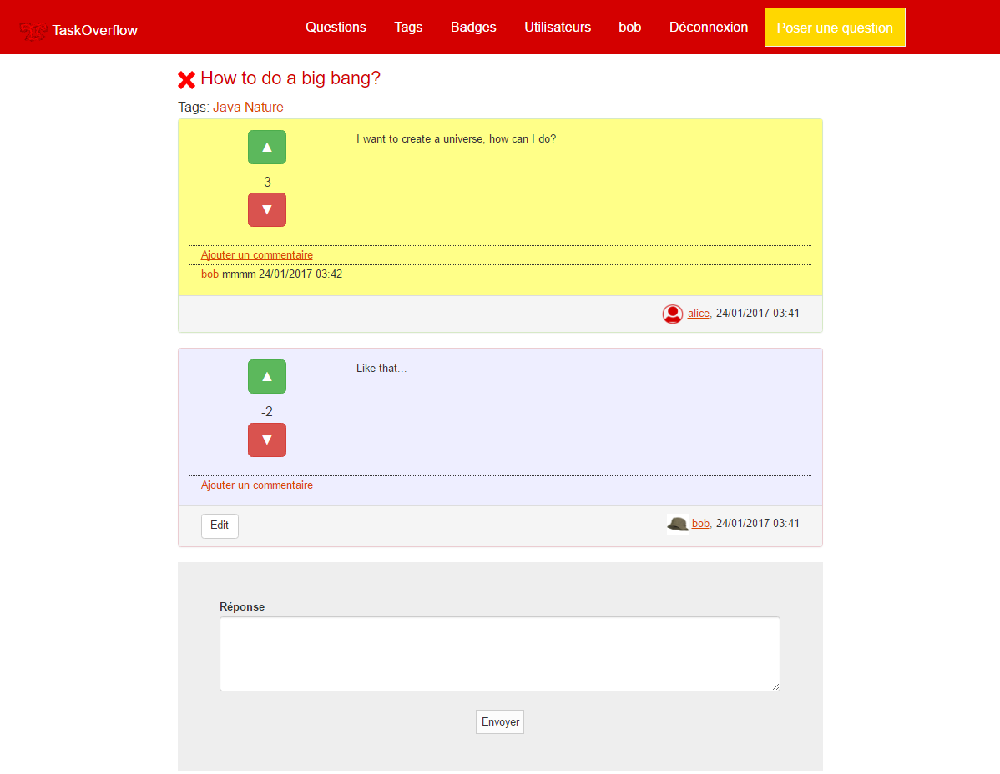 TaskOverflow Questions Tags Badges Utilisateurs bob Déconnexion Poser une question
How to do a big bang?
Tags: Java Nature
▲ I want to create a universe, how can I do?
3
▼
Ajouter un commentaire
bob mmmm 24/01/2017 03:42
alice, 24/01/2017 03:41
▲ Like that...
-2
▼
Ajouter un commentaire
Edit bob, 24/01/2017 03:41
Réponse
Envoyer